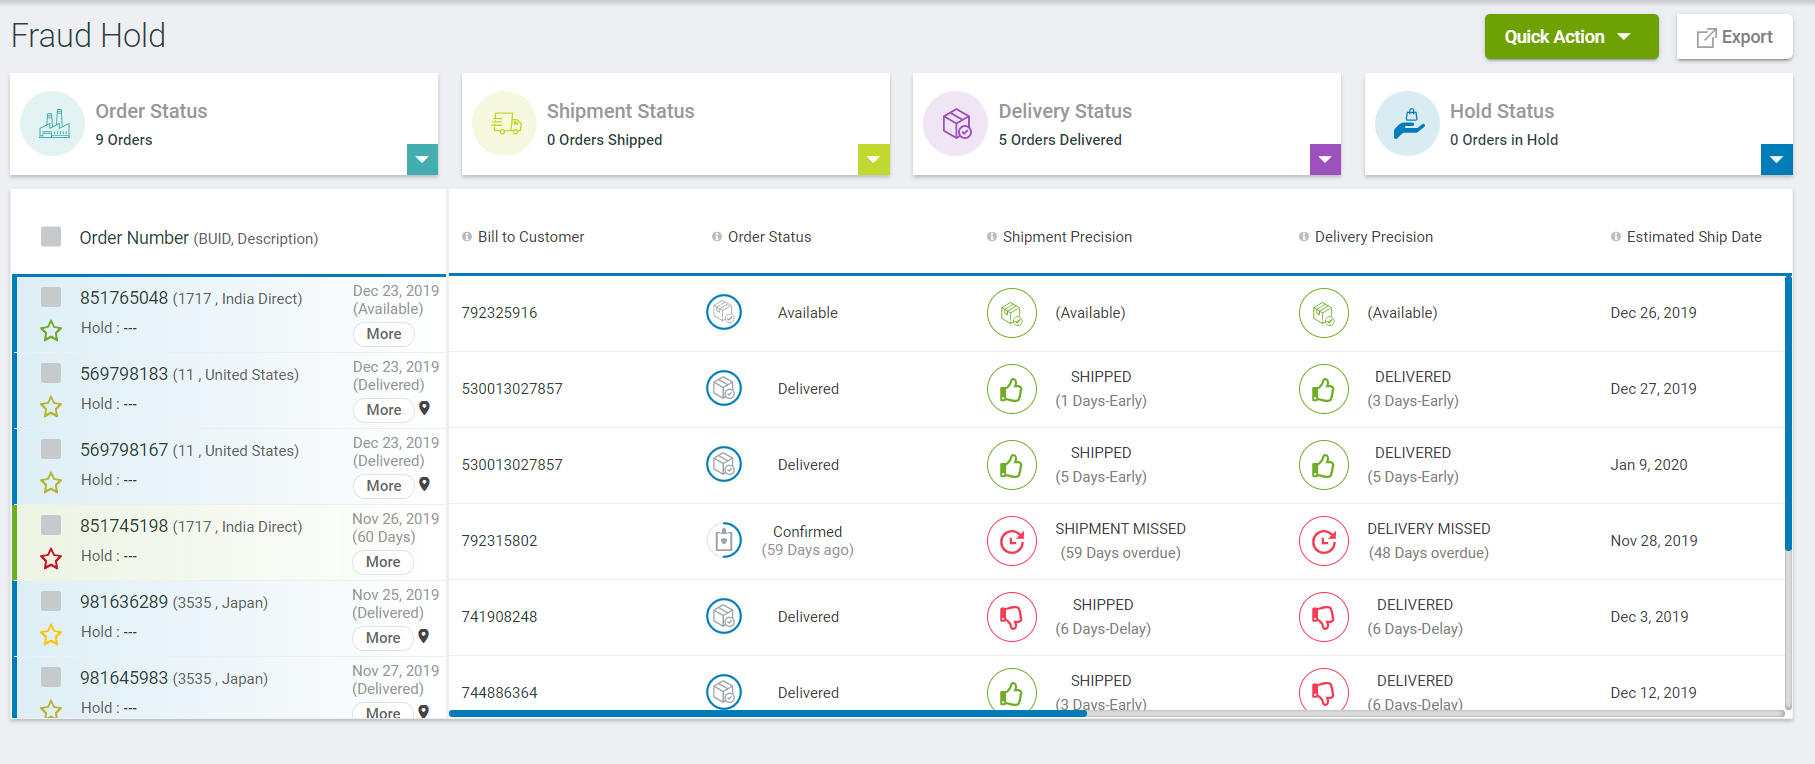 Fraud Hold
Quick Action
Export
Order Status
9 Orders
Shipment Status
0 Orders Shipped
Delivery Status
5 Orders Delivered
Hold Status
0 Orders in Hold
Order Number (BUID, Description)
Bill to Customer
Order Status
Shipment Precision
Delivery Precision
Estimated Ship Date
851765048 (1717 , India Direct)
Hold : ---
Dec 23, 2019
(Available)
More
792325916
Available
(Available)
(Available)
Dec 26, 2019
569798183 (11 , United States)
Hold : ---
Dec 23, 2019
(Delivered)
More
530013027857
Delivered
SHIPPED
(1 Days-Early)
DELIVERED
(3 Days-Early)
Dec 27, 2019
569798167 (11 , United States)
Hold : ---
Dec 23, 2019
(Delivered)
More
530013027857
Delivered
SHIPPED
(5 Days-Early)
DELIVERED
(5 Days-Early)
Jan 9, 2020
851745198 (1717 , India Direct)
Hold : ---
Nov 26, 2019
(60 Days)
More
792315802
Confirmed
(59 Days ago)
SHIPMENT MISSED
(59 Days overdue)
DELIVERY MISSED
(48 Days overdue)
Nov 28, 2019
981636289 (3535 , Japan)
Hold : ---
Nov 25, 2019
(Delivered)
More
741908248
Delivered
SHIPPED
(6 Days-Delay)
DELIVERED
(6 Days-Delay)
Dec 3, 2019
981645983 (3535 , Japan)
Hold : ---
Nov 27, 2019
(Delivered)
More
744886364
Delivered
SHIPPED
(3 Days-Early)
DELIVERED
(6 Days-Delay)
Dec 12, 2019